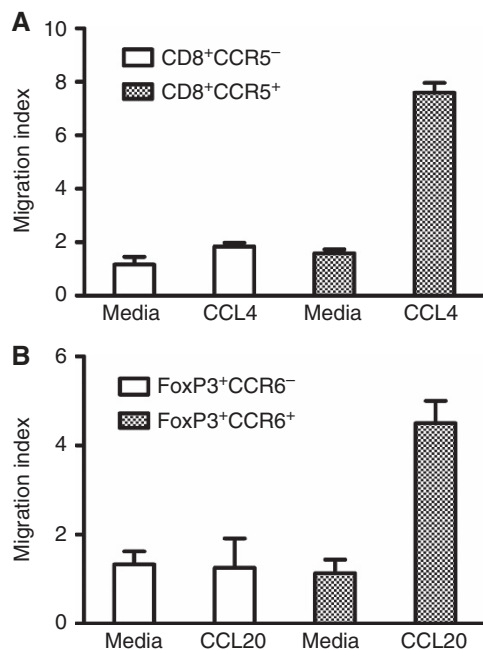 A
10
8
6
4
2
0
Migration index
CD8⁺CCR5⁻
CD8⁺CCR5⁺
Media CCL4 Media CCL4
B
6
4
2
0
Migration index
FoxP3⁺CCR6⁻
FoxP3⁺CCR6⁺
Media CCL20 Media CCL20